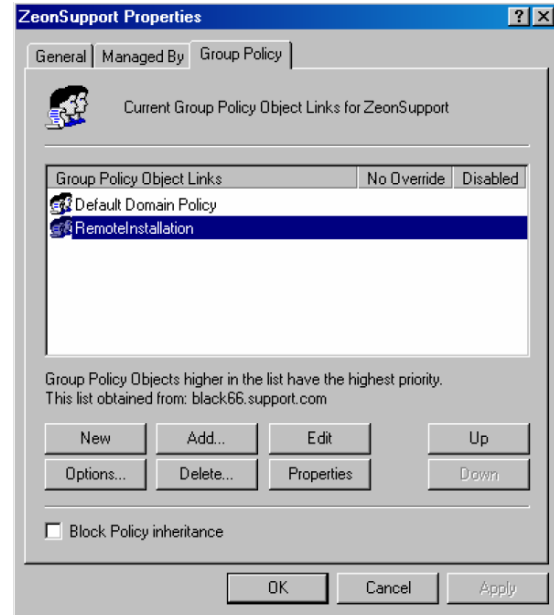 ZeonSupport Properties
General Managed By Group Policy
Current Group Policy Object Links for ZeonSupport
Group Policy Object Links No Override Disabled
Default Domain Policy
RemoteInstallation
Group Policy Objects higher in the list have the highest priority.
This list obtained from: black66.support.com
New Add... Edit Up
Options... Delete... Properties Down
Block Policy inheritance
OK Cancel Apply